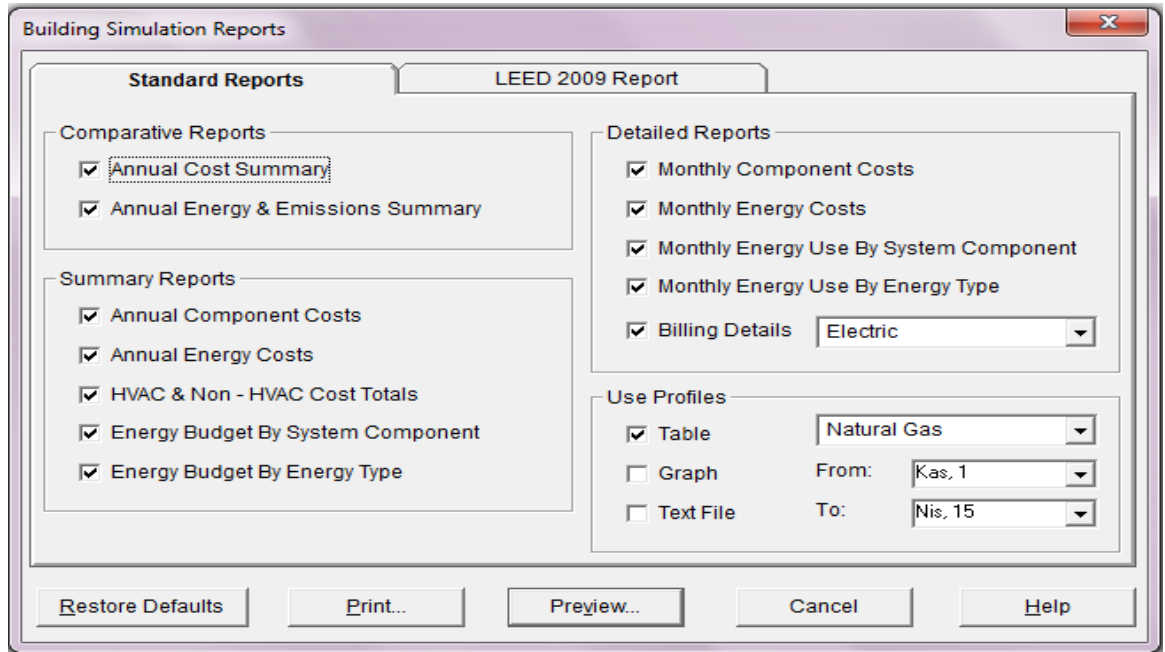 Building Simulation Reports
Standard Reports
LEED 2009 Report
Comparative Reports
Annual Cost Summary
Annual Energy & Emissions Summary
Summary Reports
Annual Component Costs
Annual Energy Costs
HVAC & Non - HVAC Cost Totals
Energy Budget By System Component
Energy Budget By Energy Type
Detailed Reports
Monthly Component Costs
Monthly Energy Costs
Monthly Energy Use By System Component
Monthly Energy Use By Energy Type
Billing Details Electric
Use Profiles
Table Natural Gas
Graph From: Kas, 1
Text File To: Nis, 15
Restore Defaults Print... Preview... Cancel Help